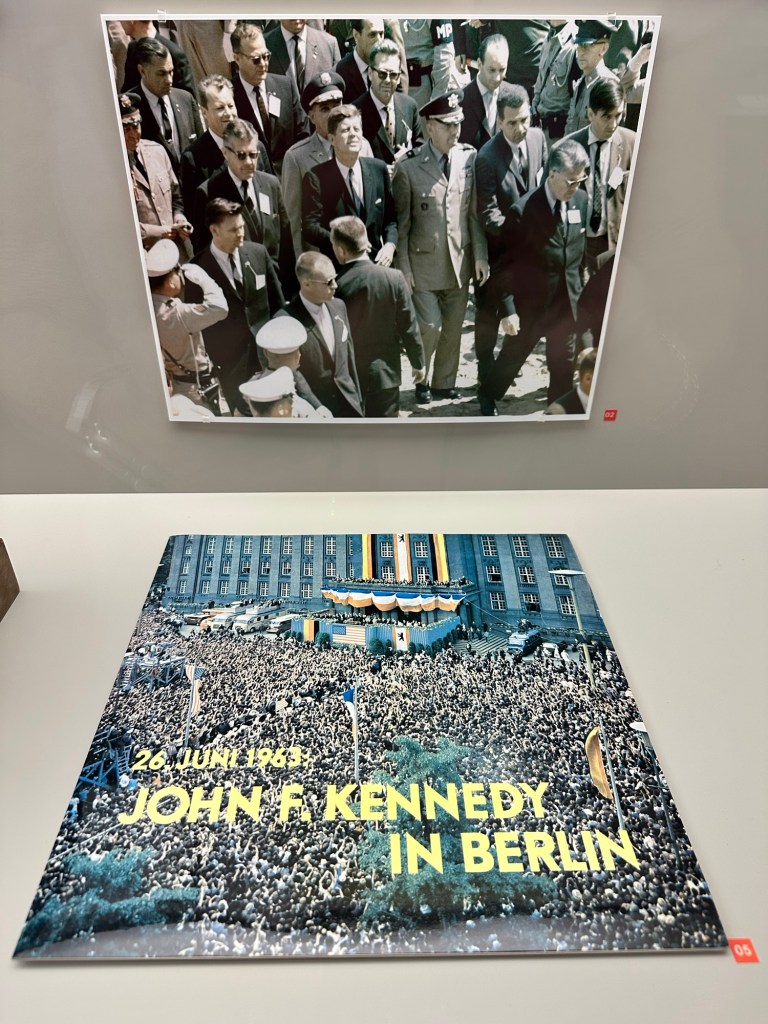 MP
02
26. JUNI 1963
JOHN F. KENNEDY
IN BERLIN
05